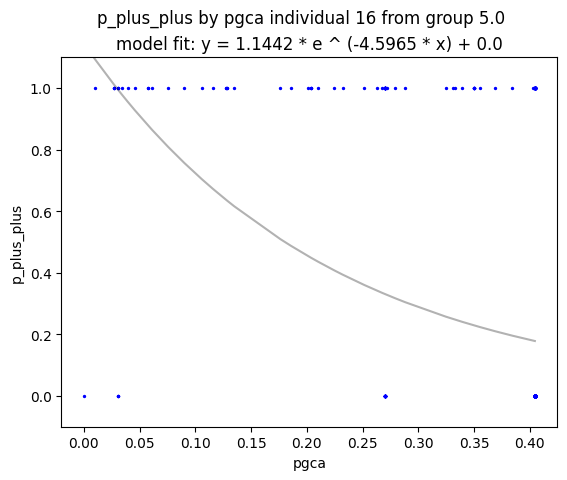 p_plus_plus by pgca individual 16 from group 5.0
model fit: y = 1.1442 * e ^ (-4.5965 * x) + 0.0
1.0
0.8
0.6
0.4
0.2
0.0
p_plus_plus
0.00 0.05 0.10 0.15 0.20 0.25 0.30 0.35 0.40
pgca